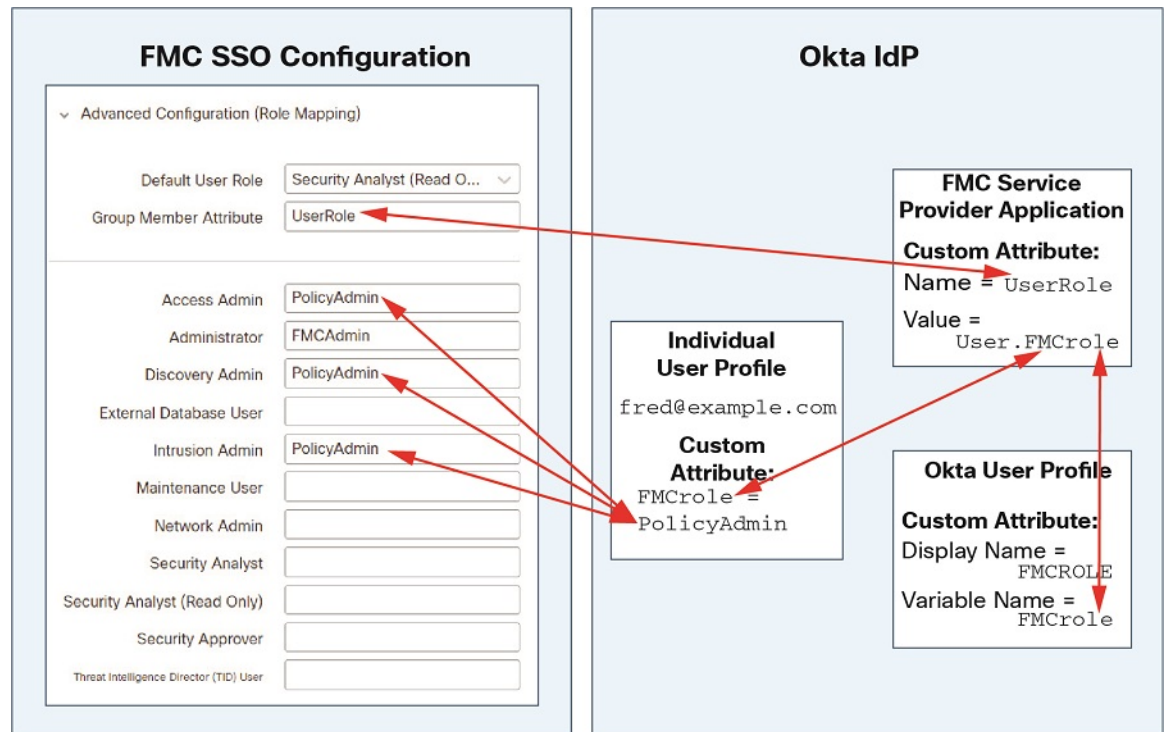 FMC SSO Configuration
Advanced Configuration (Role Mapping)
Default User Role
Security Analyst (Read O...
Group Member Attribute
UserRole
Access Admin
PolicyAdmin
Administrator
FMCAdmin
Discovery Admin
PolicyAdmin
External Database User
Intrusion Admin
PolicyAdmin
Maintenance User
Network Admin
Security Analyst
Security Analyst (Read Only)
Security Approver
Threat Intelligence Director (TID) User
Okta IdP
Individual
User Profile
fred@example.com
Custom
Attribute:
FMCrole =
PolicyAdmin
FMC Service
Provider Application
Custom Attribute:
Name = UserRole
Value =
User.FMCrole
Okta User Profile
Custom Attribute:
Display Name =
FMCROLE
Variable Name =
FMCrole